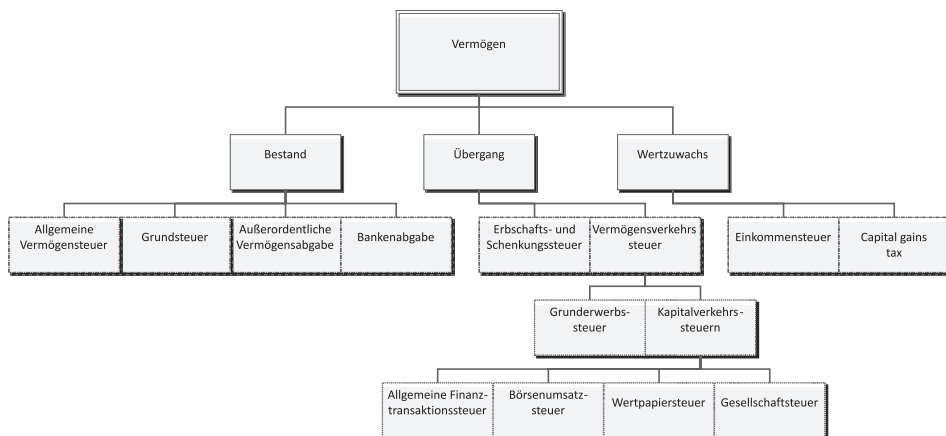 Vermögen
Bestand
Übergang
Wertzuwachs
Allgemeine
Vermögensteuer
Grundsteuer
Außerordentliche
Vermögensabgabe
Bankenabgabe
Erbschafts- und
Schenkungssteuer
Vermögensverkehrs
steuer
Einkommensteuer
Capital gains
tax
Grunderwerbs-
steuer
Kapitalverkehrs-
steuern
Allgemeine Finanz-
transaktionssteuer
Börsenumsatz-
steuer
Wertpapiersteuer
Gesellschaftsteuer